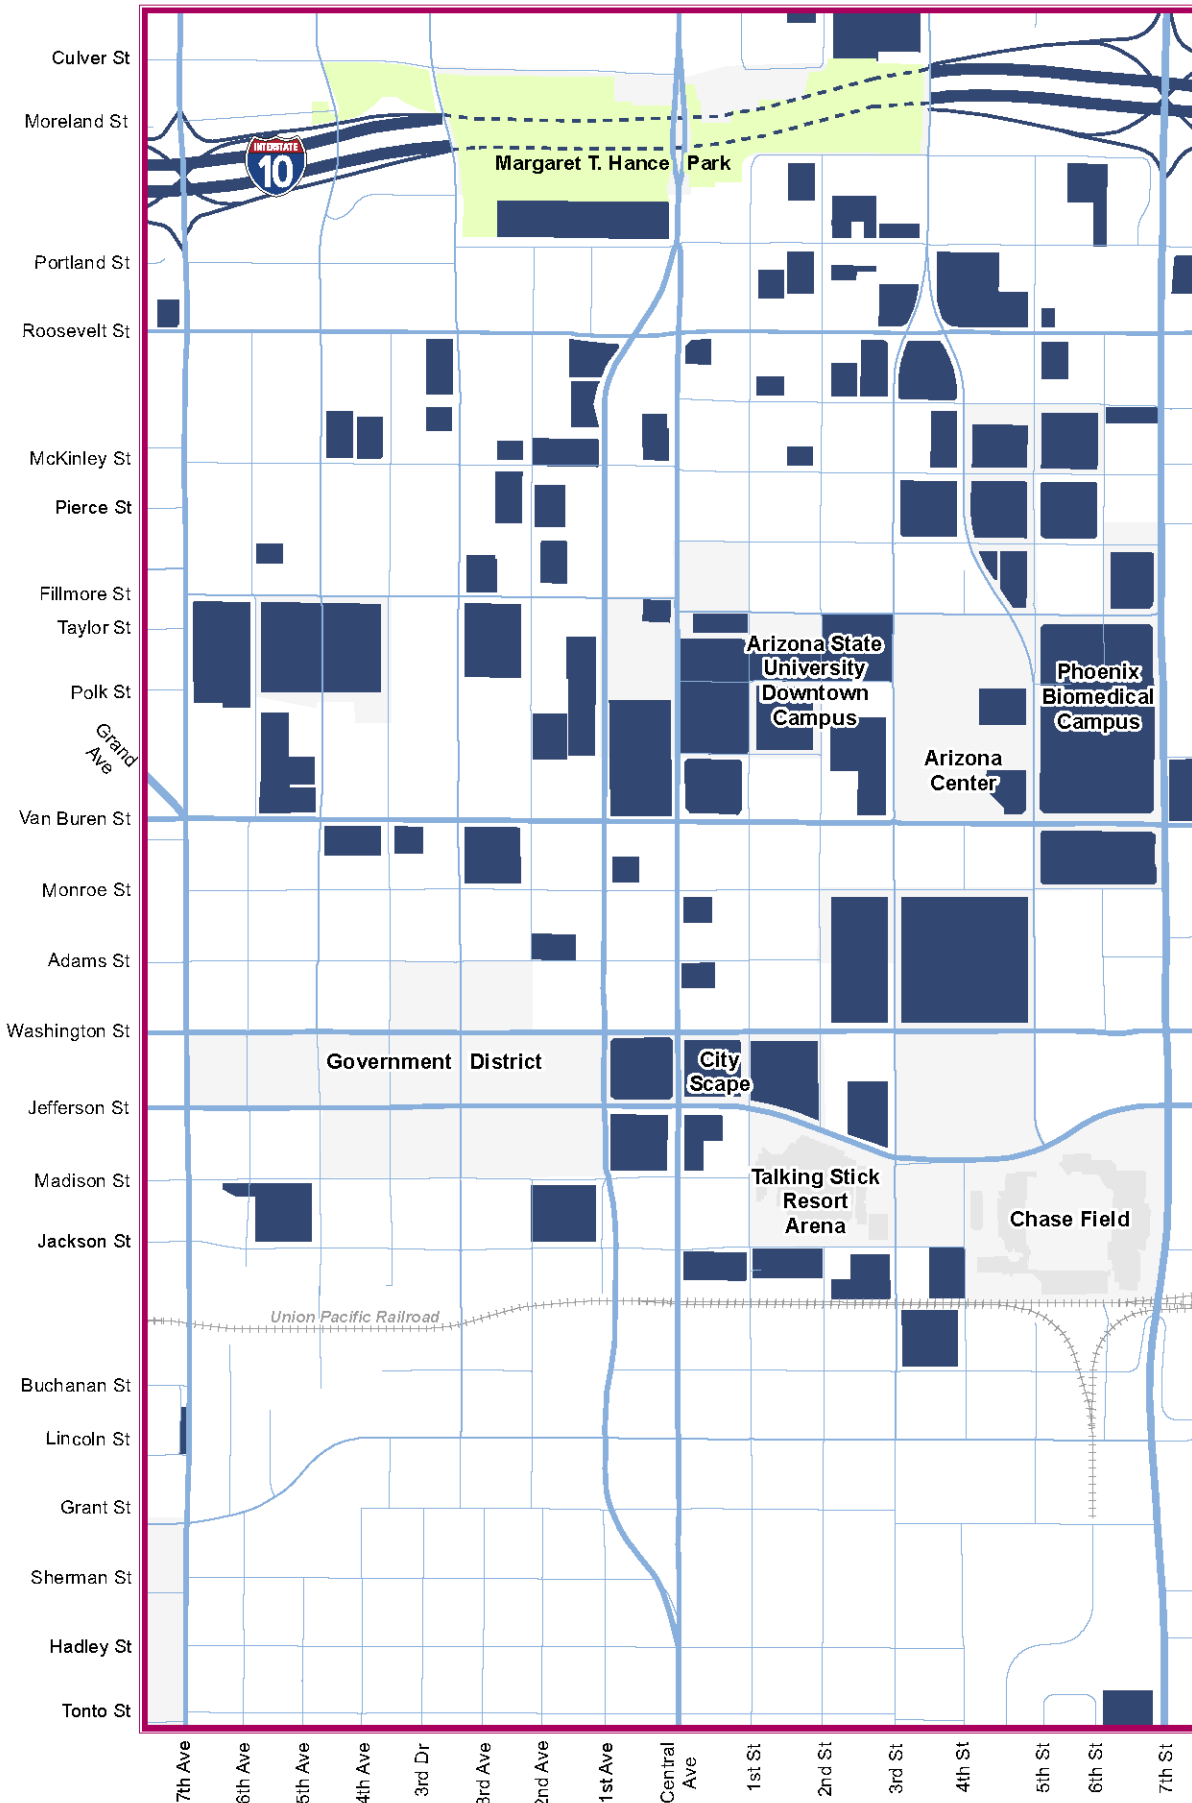 Culver St
Moreland St
INTERSTATE
10
Margaret T. Hance Park
Portland St
Roosevelt St
McKinley St
Pierce St
Fillmore St
Taylor St
Polk St
Grand
Ave
Arizona State
University
Downtown
Campus
Phoenix
Biomedical
Campus
Arizona
Center
Van Buren St
Monroe St
Adams St
Washington St
Government District
City
Scape
Jefferson St
Madison St
Talking Stick
Resort
Arena
Chase Field
Jackson St
Union Pacific Railroad
Buchanan St
Lincoln St
Grant St
Sherman St
Hadley St
Tonto St
7th Ave
6th Ave
5th Ave
4th Ave
3rd Dr
3rd Ave
2nd Ave
1st Ave
Central
Ave
1st St
2nd St
3rd St
4th St
5th St
6th St
7th St